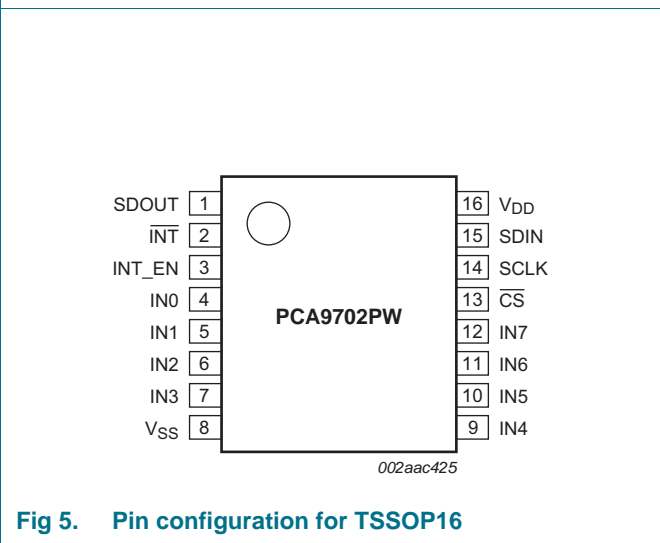 SDOUT 1 16 VDD
INT 2 15 SDIN
INT_EN 3 14 SCLK
IN0 4 13 CS
IN1 5 12 IN7
PCA9702PW
IN2 6 11 IN6
IN3 7 10 IN5
VSS 8 9 IN4
002aac425
Fig 5. Pin configuration for TSSOP16